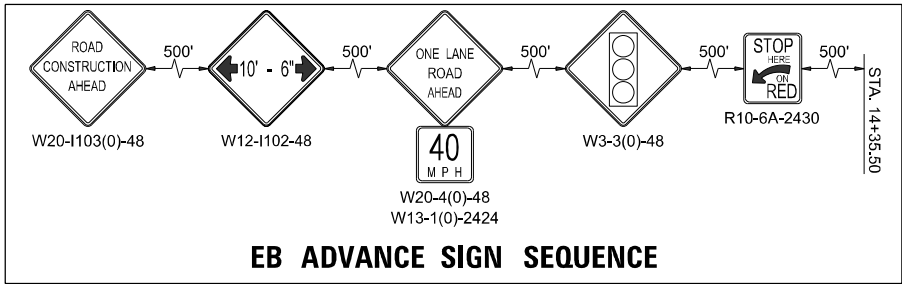 ROAD
CONSTRUCTION
AHEAD
500'
10' - 6"
500'
ONE LANE
ROAD
AHEAD
500'
500'
STOP
HERE
ON
RED
500'
STA. 14+35.50
W20-I103(0)-48
W12-I102-48
40
MPH
W20-4(0)-48
W13-1(0)-2424
W3-3(0)-48
R10-6A-2430
EB ADVANCE SIGN SEQUENCE